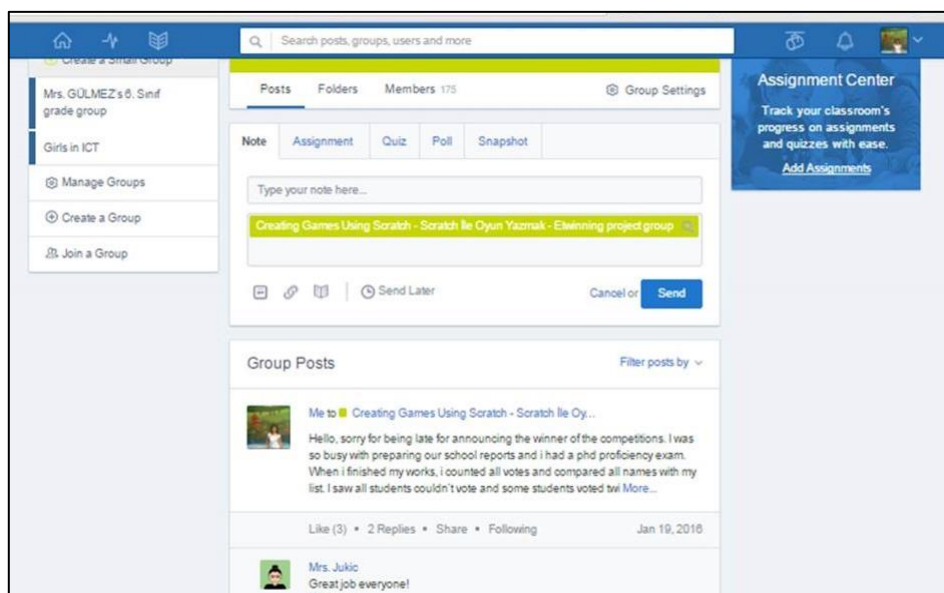 Search posts, groups, users and more
Create a Small Group
Mrs. GÜLMEZ's 6. Sınıf
grade group
Girls in ICT
Manage Groups
Create a Group
Join a Group
Posts Folders Members 175 Group Settings
Note Assignment Quiz Poll Snapshot
Type your note here...
Creating Games Using Scratch - Scratch İle Oyun Yazmak - Etwinning project group
Send Later Cancel or Send
Assignment Center
Track your classroom's
progress on assignments
and quizzes with ease.
Add Assignments
Group Posts Filter posts by
Me to Creating Games Using Scratch - Scratch İle Oy...
Hello, sorry for being late for announcing the winner of the competitions. I was
so busy with preparing our school reports and i had a phd proficiency exam.
When i finished my works, i counted all votes and compared all names with my
list. I saw all students couldn't vote and some students voted twi More...
Like (3) • 2 Replies • Share • Following Jan 19, 2016
Mrs. Jukic
Great job everyone!